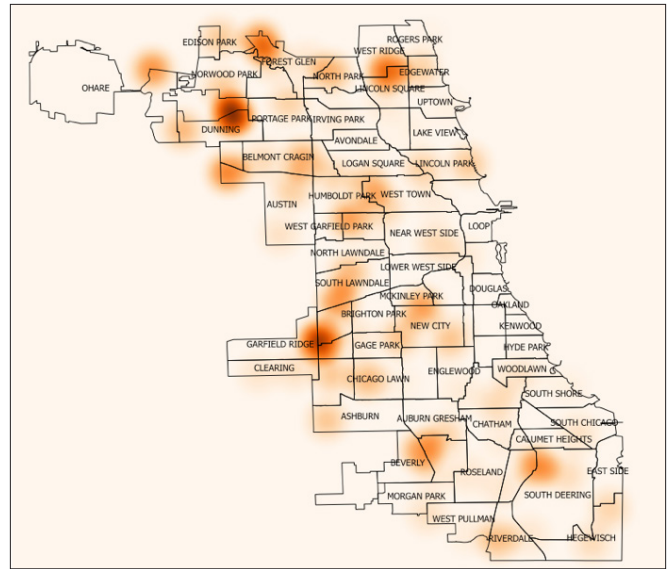 ROGERS PARK
EDISON PARK
WEST RIDGE
FOREST GLEN
NORWOOD PARK
NORTH PARK
EDGEWATER
OHARE
LINCOLN SQUARE
UPTOWN
PORTAGE PARK
IRVING PARK
DUNNING
LAKE VIEW
AVONDALE
BELMONT CRAGIN
LOGAN SQUARE
LINCOLN PARK
HUMBOLDT PARK
WEST TOWN
AUSTIN
WEST GARFIELD PARK
LOOP
NEAR WEST SIDE
NORTH LAWNDALE
LOWER WEST SIDE
SOUTH LAWNDALE
DOUGLAS
MCKINLEY PARK
OAKLAND
BRIGHTON PARK
NEW CITY
KENWOOD
GARFIELD RIDGE
GAGE PARK
HYDE PARK
CLEARING
ENGLEWOOD
WOODLAWN
CHICAGO LAWN
SOUTH SHORE
ASHBURN
AUBURN GRESHAM
CHATHAM
SOUTH CHICAGO
CALUMET HEIGHTS
BEVERLY
ROSELAND
EAST SIDE
MORGAN PARK
SOUTH DEERING
WEST PULLMAN
RIVERDALE
HEGEWISCH